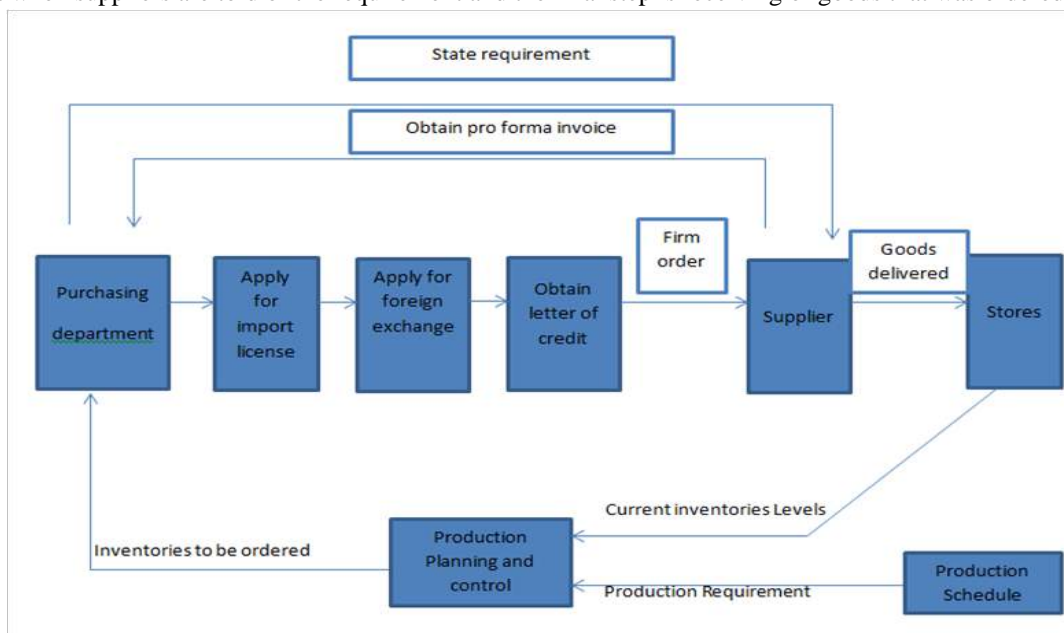 State requirement
Obtain pro forma invoice
Firm
order
Goods
delivered
Purchasing
department
Apply
for
import
license
Apply for
foreign
exchange
Obtain
letter of
credit
Supplier
Stores
Current inventories Levels
Inventories to be ordered
Production
Planning and
control
Production Requirement
Production
Schedule